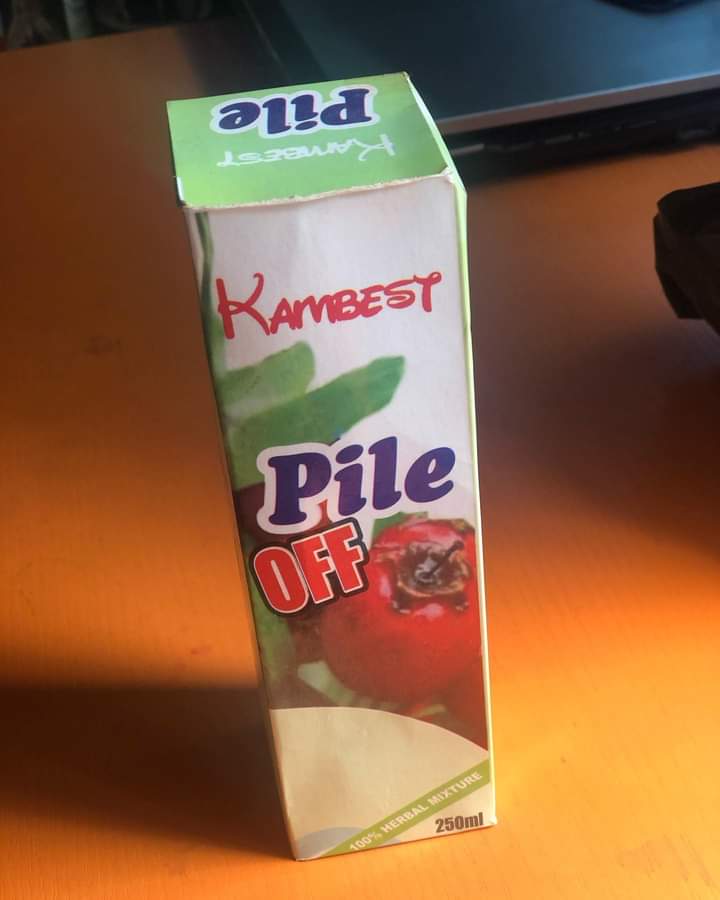 Pile
KAMBEST
KAMBEST
Pile
OFF
100% HERBAL MIXTURE
250ml